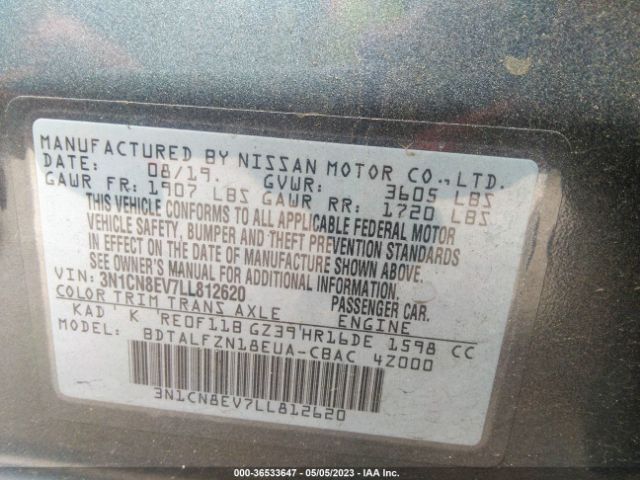 MANUFACTURED BY NISSAN MOTOR CO.,LTD.
DATE: 08/19. GVWR: 3605 LBS
GAWR FR: 1907 LBS GAWR RR: 1720 LBS
THIS VEHICLE CONFORMS TO ALL APPLICABLE FEDERAL MOTOR
VEHICLE SAFETY, BUMPER AND THEFT PREVENTION STANDARDS
IN EFFECT ON THE DATE OF MANUFACTURE SHOWN ABOVE.
SEE OWNER'S MANUAL FOR ADDITIONAL INFORMATION.
VIN: 3N1CN8EV7LL812620 PASSENGER CAR.
COLOR TRIM TRANS AXLE ENGINE
KAD K RE0F11B GZ39 HR16DE 1598 CC
MODEL: BDTALFZN18EUA-CBAC 4Z000
3N1CN8EV7LL812620
000-36533647 - 05/05/2023 - IAA Inc.